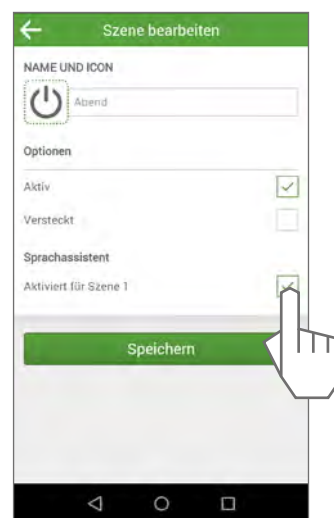 Szene bearbeiten
NAME UND ICON
Abend
Optionen
Aktiv
Versteckt
Sprachassistent
Aktiviert für Szene 1
Speichern